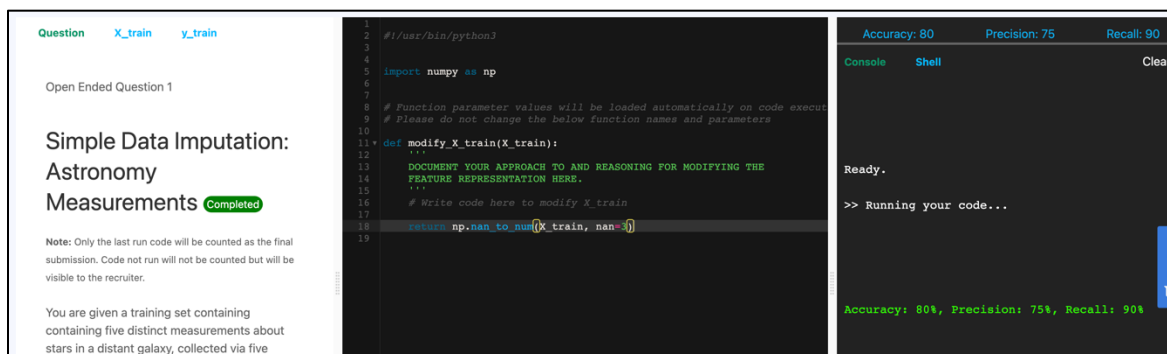 Question X_train y_train
Open Ended Question 1
Simple Data Imputation:
Astronomy
Measurements Completed
Note: Only the last run code will be counted as the final
submission. Code not run will not be counted but will be
visible to the recruiter.
You are given a training set containing
containing five distinct measurements about
stars in a distant galaxy, collected via five
1
2 #!/usr/bin/python3
3
4
5 import numpy as np
6
7
8 # Function parameter values will be loaded automatically on code execut
9 # Please do not change the below function names and parameters
10
11 def modify_X_train(X_train):
12 '''
13 DOCUMENT YOUR APPROACH TO AND REASONING FOR MODIFYING THE
14 FEATURE REPRESENTATION HERE.
15 '''
16 # Write code here to modify X_train
17
18 return np.nan_to_num(X_train, nan=3)
19
Accuracy: 80 Precision: 75 Recall: 90
Console Shell Clea
Ready.
>> Running your code...
Accuracy: 80%, Precision: 75%, Recall: 90%